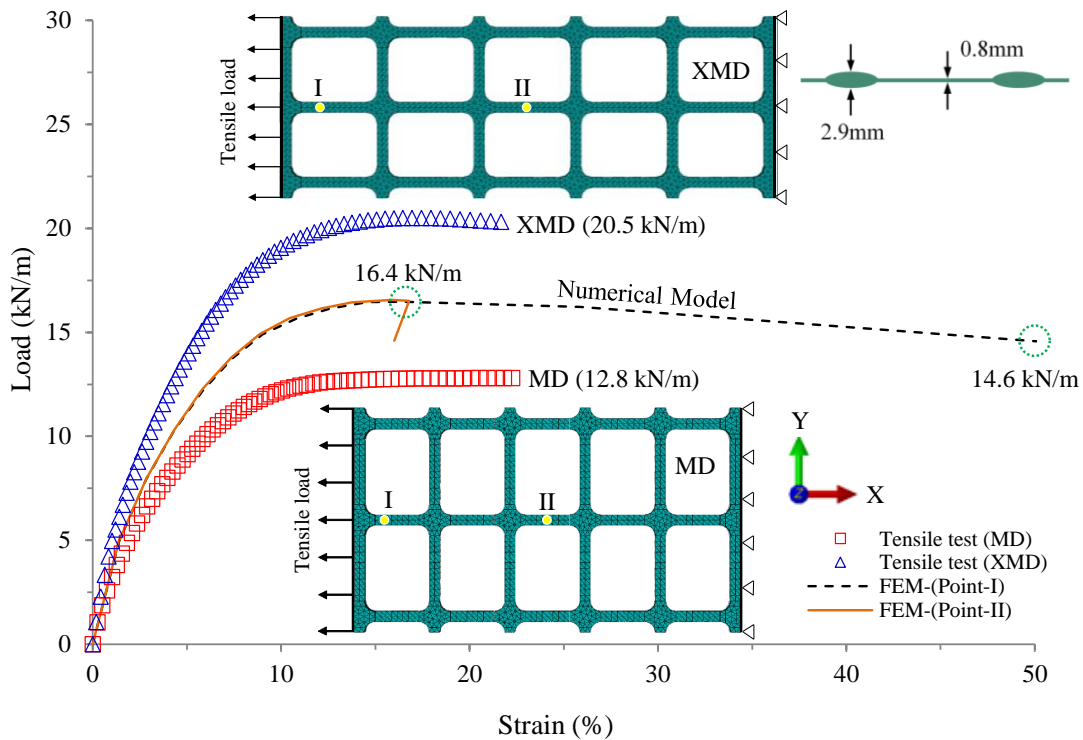 30
25
20
15
10
5
0
Load (kN/m)
0
10
20
30
40
50
Strain (%)
Tensile load
I
II
XMD
0.8mm
2.9mm
XMD (20.5 kN/m)
16.4 kN/m
Numerical Model
14.6 kN/m
MD (12.8 kN/m)
Tensile load
I
II
MD
Y
Z
X
Tensile test (MD)
Tensile test (XMD)
FEM-(Point-I)
FEM-(Point-II)